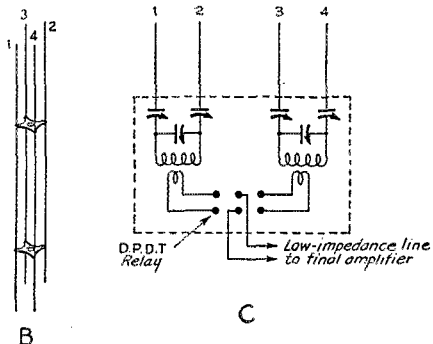 1
3
4
2
B
1
2
3
4
D.P.D.T
Relay
Low-impedance line
to final amplifier
C